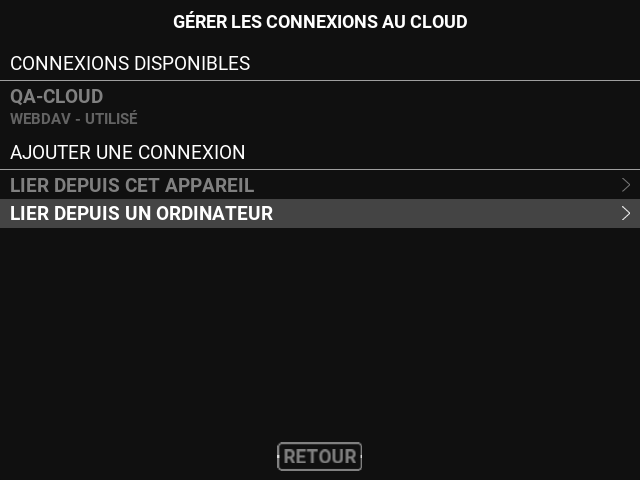 GÉRER LES CONNEXIONS AU CLOUD
CONNEXIONS DISPONIBLES
QA-CLOUD
WEBDAV - UTILISÉ
AJOUTER UNE CONNEXION
LIER DEPUIS CET APPAREIL
LIER DEPUIS UN ORDINATEUR
RETOUR